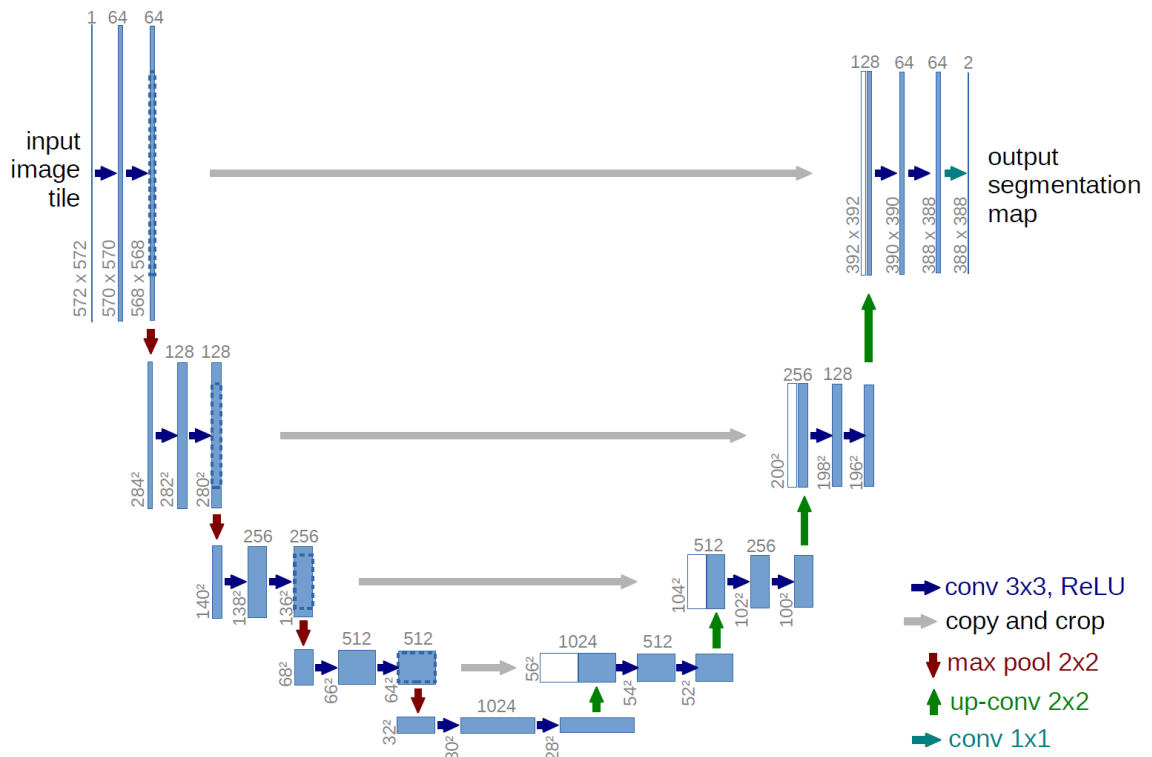 1 64 64
input
image
tile
572 x 572
570 x 570
568 x 568
128 64 64 2
output
segmentation
map
392 x 392
390 x 390
388 x 388
388 x 388
128 128
284²
282²
280²
256 128
200²
198²
196²
256 256
140²
138²
136²
512 256
104²
102²
100²
512 512
68²
66²
64²
1024 512
56²
54²
52²
1024
32²
30²
28²
conv 3x3, ReLU
copy and crop
max pool 2x2
up-conv 2x2
conv 1x1